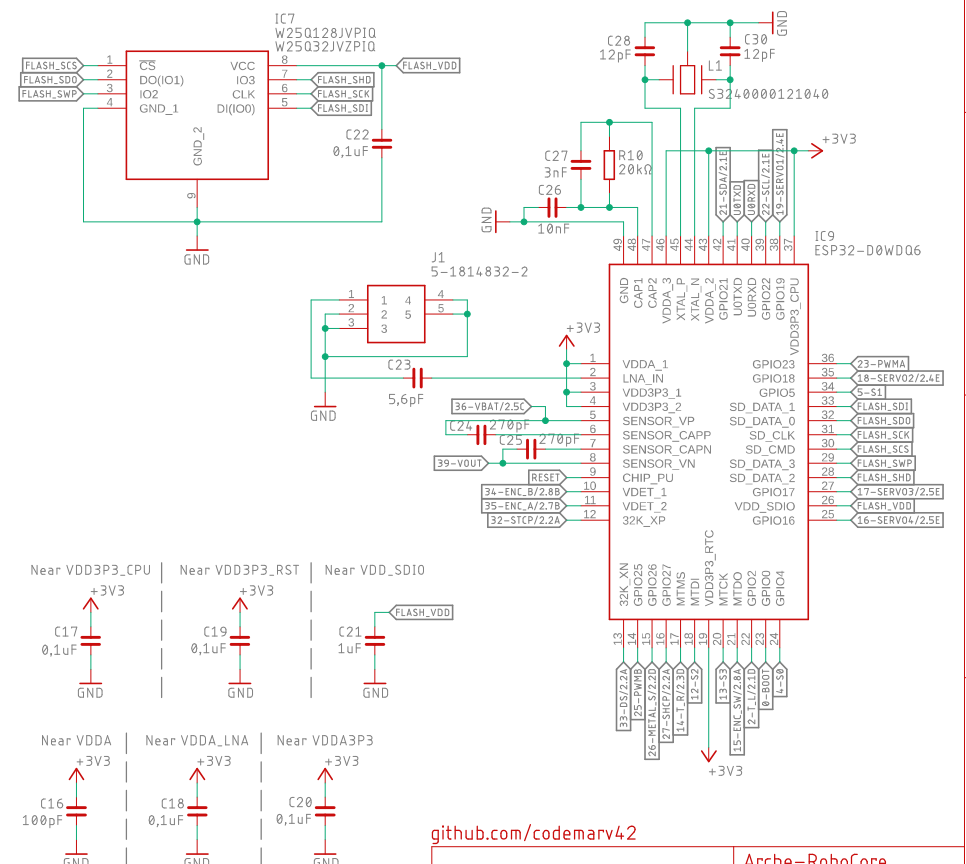 IC7
W25Q128JVPIQ
W25Q32JVZPIQ
FLASH_SCS 1 CS VCC 8 FLASH_VDD
FLASH_SDO 2 DO(IO1) IO3 7 FLASH_SHD
FLASH_SWP 3 IO2 CLK 6 FLASH_SCK
4 GND_1 DI(IO0) 5 FLASH_SDI
GND_2
9
GND
C22
0,1uF
GND
C28
12pF
C30
12pF
L1
S3240000121040
C27
3nF
R10
20kΩ
C26
10nF
GND
+3V3
21-SDA/2.1E
U0TXD
U0RXD
22-SCL/2.1E
19-SERVO1/2.4E
IC9
ESP32-D0WDQ6
49 48 47 46 45 44 43 42 41 40 39 38 37
GND
CAP1
CAP2
VDDA_3
XTAL_P
XTAL_N
VDDA_2
GPIO21
U0TXD
U0RXD
GPIO22
GPIO19
VDD3P3_CPU
J1
5-1814832-2
1 1 4 4
2 2 5 5
3 3
C23
5,6pF
GND
+3V3
1 VDDA_1
2 LNA_IN
3 VDD3P3_1
4 VDD3P3_2
36-VBAT/2.5C 5 SENSOR_VP
C24 270pF 6 SENSOR_CAPP
C25 270pF 7 SENSOR_CAPN
39-VOUT 8 SENSOR_VN
RESET 9 CHIP_PU
34-ENC_B/2.8B 10 VDET_1
35-ENC_A/2.7B 11 VDET_2
32-STCP/2.2A 12 32K_XP
GPIO23 36 23-PWMA
GPIO18 35 18-SERVO2/2.4E
GPIO5 34 5-S1
SD_DATA_1 33 FLASH_SDI
SD_DATA_0 32 FLASH_SDO
SD_CLK 31 FLASH_SCK
SD_CMD 30 FLASH_SCS
SD_DATA_3 29 FLASH_SWP
SD_DATA_2 28 FLASH_SHD
GPIO17 27 17-SERVO3/2.5E
VDD_SDIO 26 FLASH_VDD
GPIO16 25 16-SERVO4/2.5E
32K_XN
GPIO25
GPIO26
GPIO27
MTMS
MTDI
VDD3P3_RTC
MTCK
MTDO
GPIO2
GPIO0
GPIO4
13 14 15 16 17 18 19 20 21 22 23 24
33-DS/2.2A
25-PWMB
26-METAL_S/2.2D
27-SHCP/2.2A
14-T_R/2.3D
12-S2
13-S3
15-ENC_SW/2.8A
2-T_L/2.1D
0-BOOT
4-S0
+3V3
Near VDD3P3_CPU
+3V3
C17
0,1uF
GND
Near VDD3P3_RST
+3V3
C19
0,1uF
GND
Near VDD_SDIO
FLASH_VDD
C21
1uF
GND
Near VDDA
+3V3
C16
100pF
GND
Near VDDA_LNA
+3V3
C18
0,1uF
GND
Near VDDA3P3
+3V3
C20
0,1uF
GND
github.com/codemarv42
Arche-RoboCore